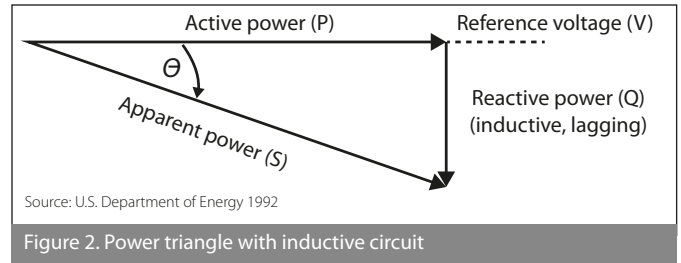 Active power (P)
Reference voltage (V)
Θ
Apparent power (S)
Reactive power (Q)
(inductive, lagging)
Source: U.S. Department of Energy 1992
Figure 2. Power triangle with inductive circuit